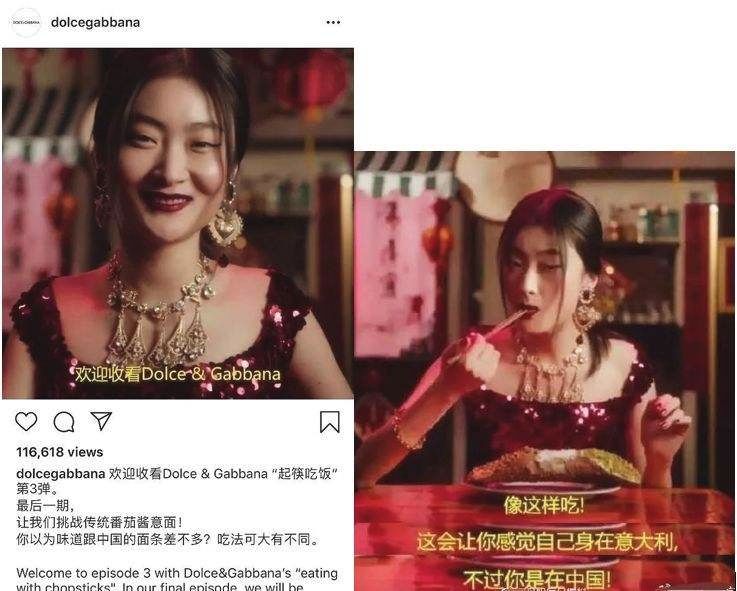 dolcegabbana
欢迎收看Dolce & Gabbana
116,618 views
dolcegabbana 欢迎收看Dolce & Gabbana “起筷吃饭”
第3弹。
最后一期，
让我们挑战传统番茄酱意面！
你以为味道跟中国的面条差不多？吃法可大有不同。
Welcome to episode 3 with Dolce&Gabbana’s “eating
with chopsticks”. In our final episode, we will be
像这样吃!
这会让你感觉自己身在意大利,
不过你是在中国!